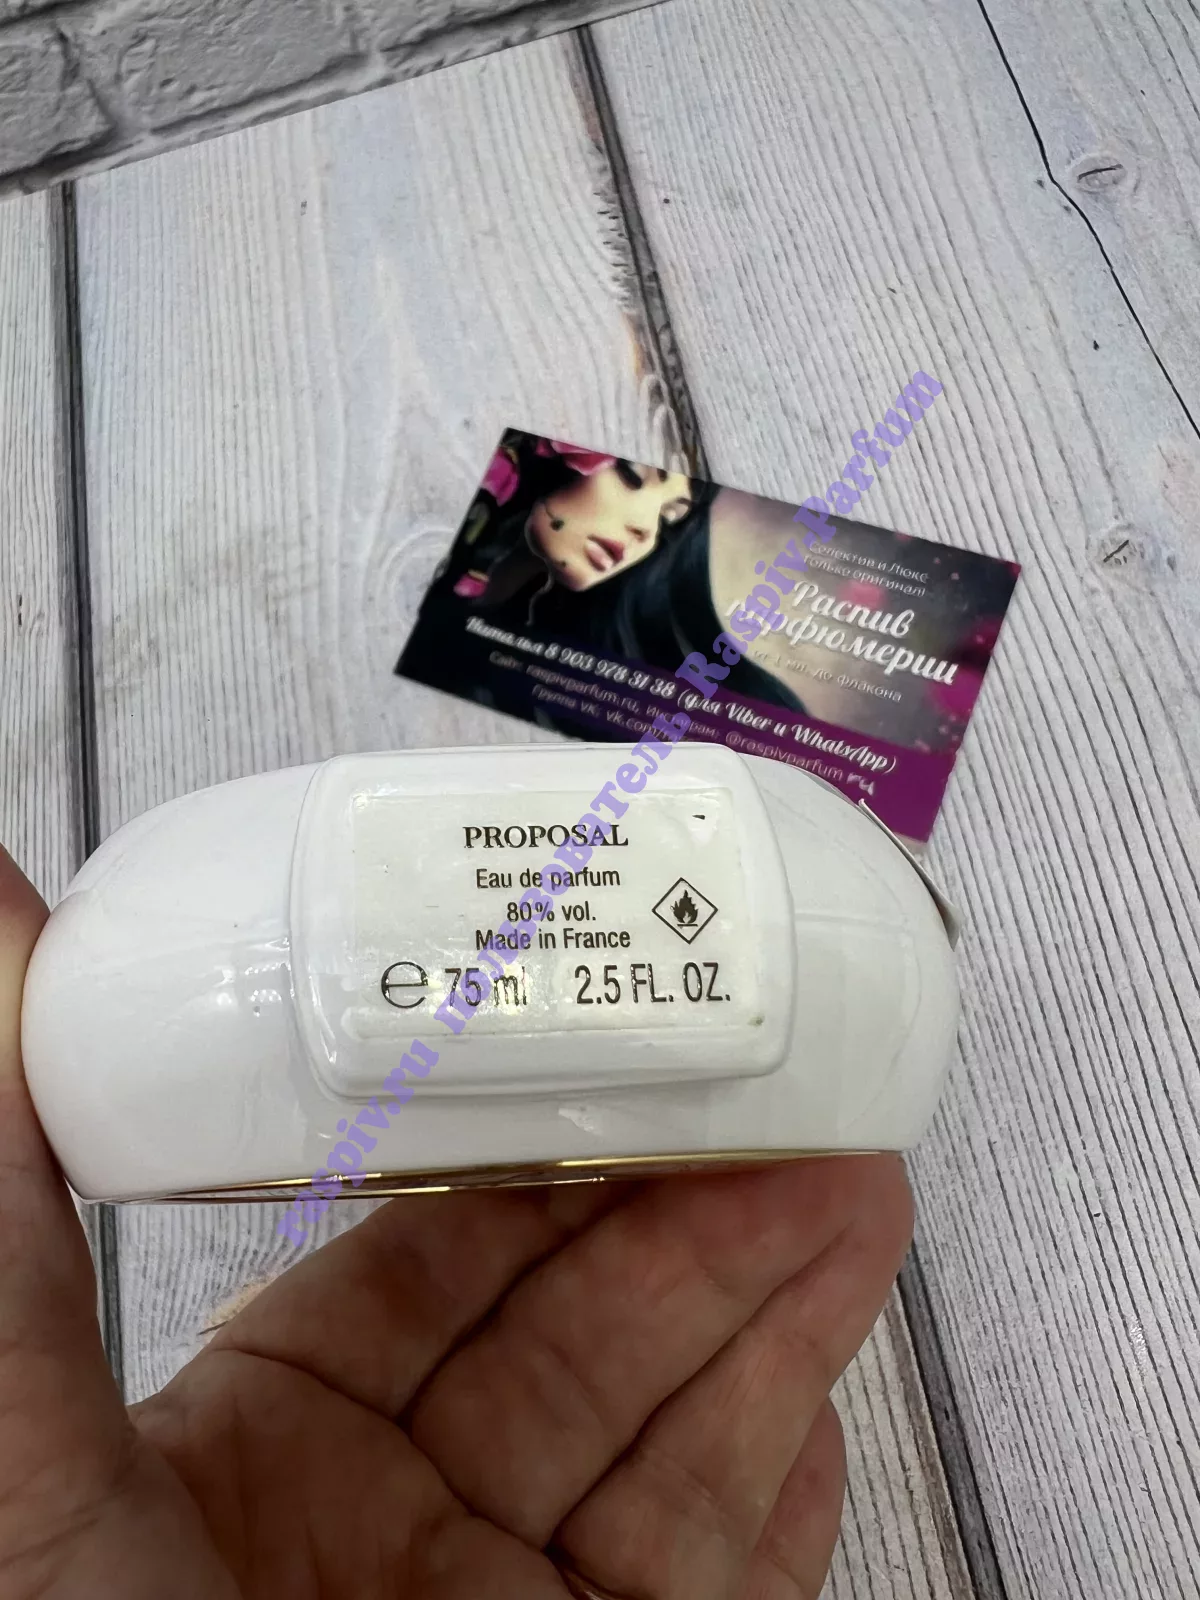 Селектив и Люкс
только оригинал!
Распив
парфюмерии
от 1 мл. до флакона
Наталья 8 903 978 31 38 (для Viber и WhatsApp)
Сайт: raspivparfum.ru, инстаграм: @raspivparfum
Группа VK: vk.com/
PROPOSAL
Eau de parfum
80% vol.
Made in France
℮ 75 ml 2.5 FL. OZ.
raspiv.ru пользователь Raspiv-Parfum